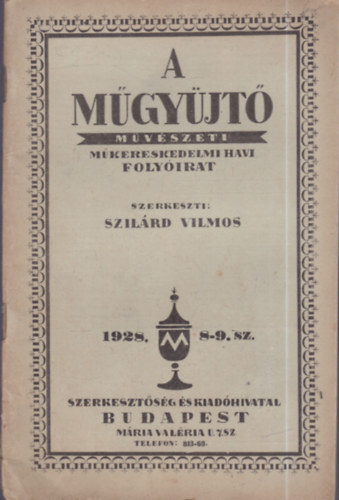 A
MŰGYŰJTŐ
MŰVÉSZETI
MŰKERESKEDELMI HAVI
FOLYÓIRAT
SZERKESZTI:
SZILÁRD VILMOS
1928. 8-9. SZ.
M
SZERKESZTŐSÉG ÉS KIADÓHIVATAL
BUDAPEST
MÁRIA VALÉRIA U. 7. SZ
TELEFON: